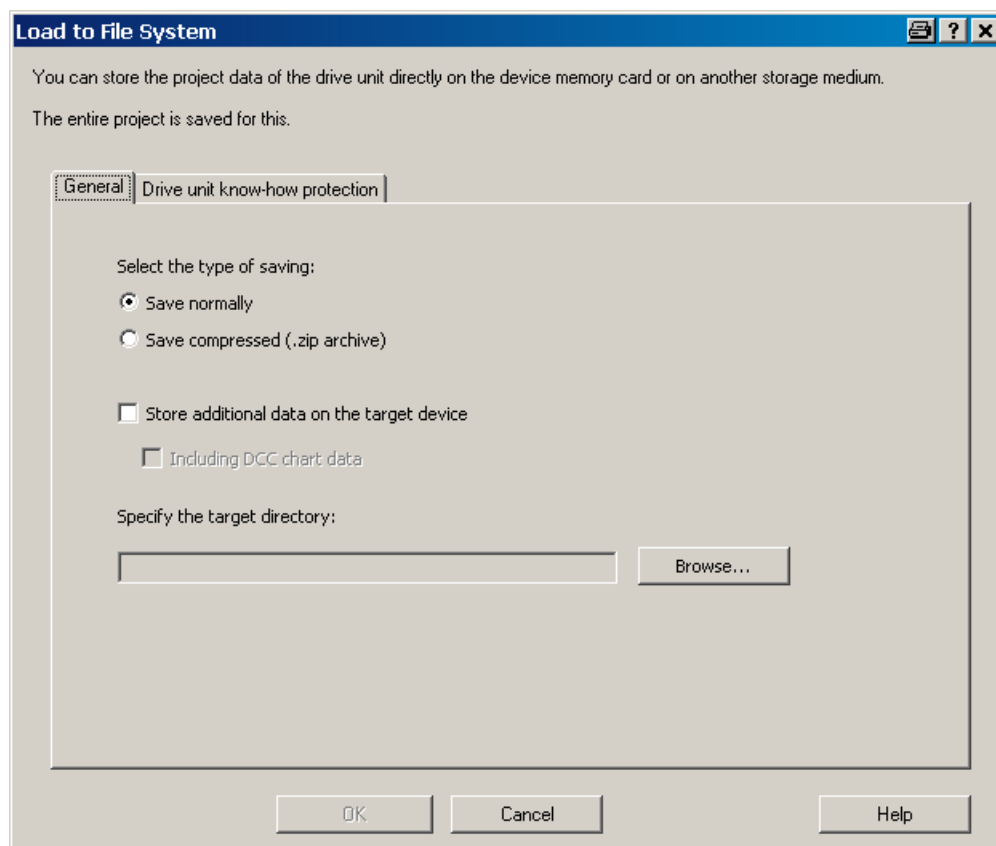 Load to File System
?
You can store the project data of the drive unit directly on the device memory card or on another storage medium.
The entire project is saved for this.
General
Drive unit know-how protection
Select the type of saving:
Save normally
Save compressed (.zip archive)
Store additional data on the target device
Including DCC chart data
Specify the target directory:
Browse...
OK
Cancel
Help